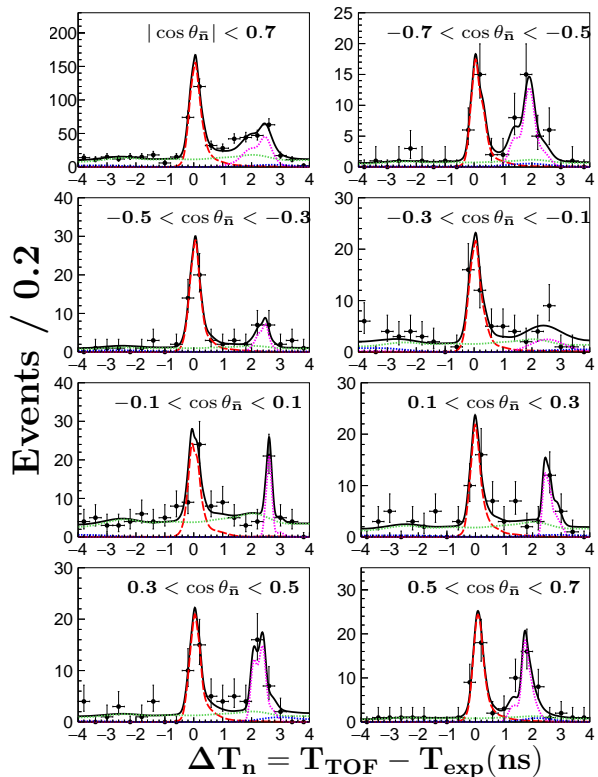 Events / 0.2
|cos θn̄| < 0.7
200
150
100
50
0
−4 −3 −2 −1 0 1 2 3 4
−0.7 < cos θn̄ < −0.5
25
20
15
10
5
0
−4 −3 −2 −1 0 1 2 3 4
−0.5 < cos θn̄ < −0.3
40
30
20
10
0
−4 −3 −2 −1 0 1 2 3 4
−0.3 < cos θn̄ < −0.1
30
20
10
0
−4 −3 −2 −1 0 1 2 3 4
−0.1 < cos θn̄ < 0.1
40
30
20
10
0
−4 −3 −2 −1 0 1 2 3 4
0.1 < cos θn̄ < 0.3
30
20
10
0
−4 −3 −2 −1 0 1 2 3 4
0.3 < cos θn̄ < 0.5
30
20
10
0
−4 −3 −2 −1 0 1 2 3 4
0.5 < cos θn̄ < 0.7
30
20
10
0
−4 −3 −2 −1 0 1 2 3 4
ΔTn = TTOF − Texp(ns)